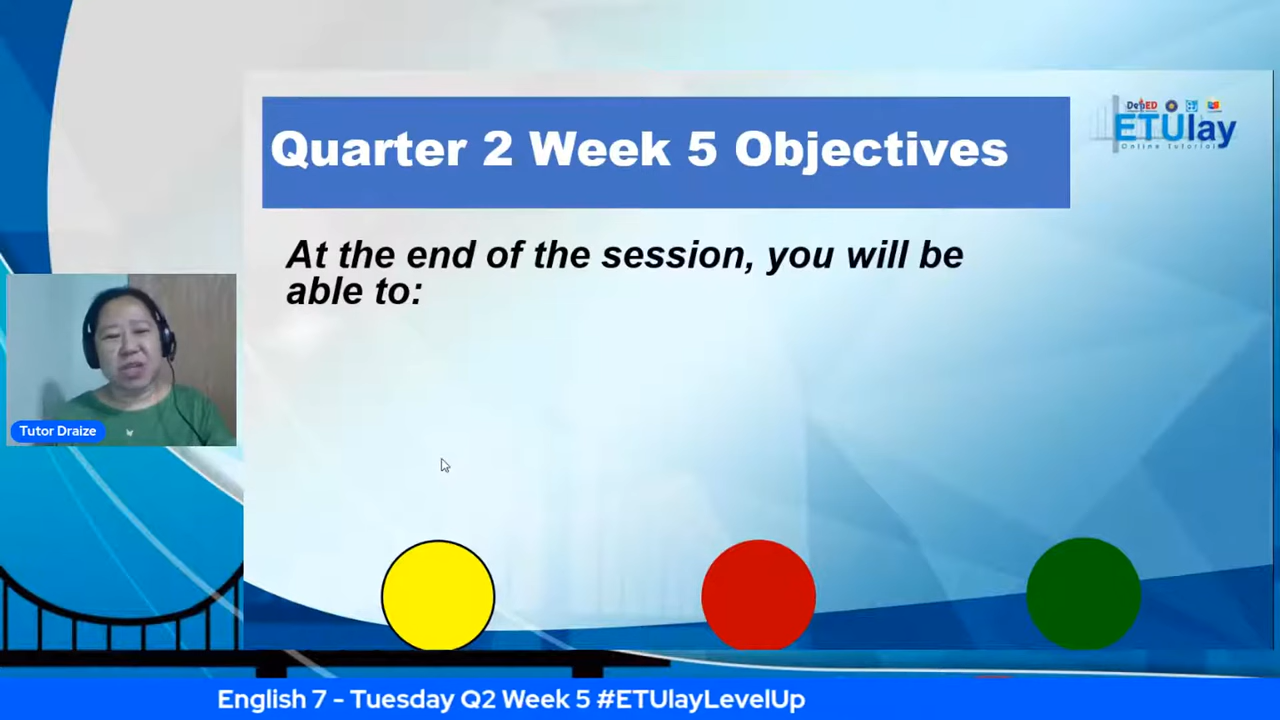 Quarter 2 Week 5 Objectives
DepED
ETUlay
Online Tutorial
At the end of the session, you will be
able to:
Tutor Draize
English 7 - Tuesday Q2 Week 5 #ETUlayLevelUp